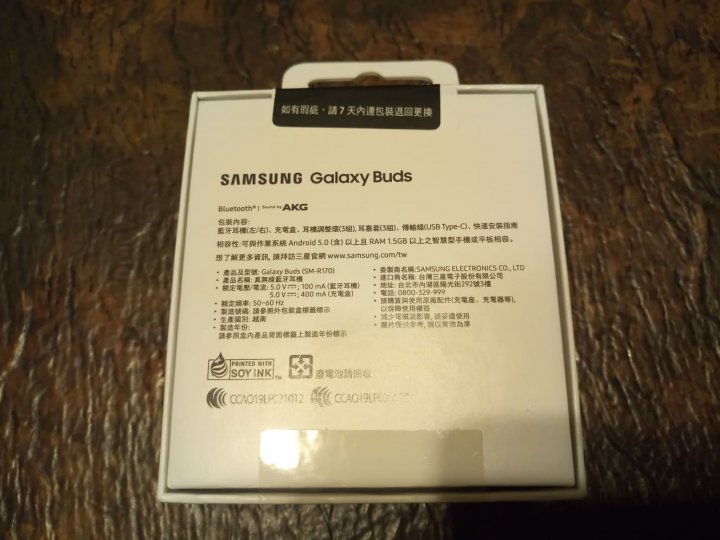 如有瑕疵，請 7 天內連包裝退回更換
SAMSUNG Galaxy Buds
Bluetooth® | Sound by AKG
包裝內容:
藍牙耳機(左/右)、充電盒、耳機調整環(3組), 耳塞套(3組)、傳輸線(USB Type-C)、快速安裝指南
相容性: 可與作業系統 Android 5.0 (含) 以上且 RAM 1.5GB 以上之智慧型手機或平板相容。
想了解更多資訊, 請拜訪三星官網 www.samsung.com/tw
• 產品及型號: Galaxy Buds (SM-R170)
• 產品名稱: 真無線藍牙耳機
• 額定電壓/電流: 5.0 V ⎓; 100 mA (藍牙耳機)
5.0 V ⎓; 400 mA (充電盒)
• 額定頻率: 50~60 Hz
• 製造號碼: 請參照外包裝盒標籤標示
• 生產國別: 越南
• 製造年份:
請參照盒內產品背面標籤上製造年份標示
• 委製商名稱: SAMSUNG ELECTRONICS CO., LTD
• 進口商名稱: 台灣三星電子股份有限公司
• 地址: 台北市內湖區陽光街292號3樓
• 電話: 0800-329-999
• 請購買與使用原廠配件(充電座、充電器等),
以保障使用權益
• 減少電磁波影響, 請妥適使用
• 圖片僅供參考, 請以實物為準
PRINTED WITH
SOY INK™
廢電池請回收
CCAO19LP0310T2